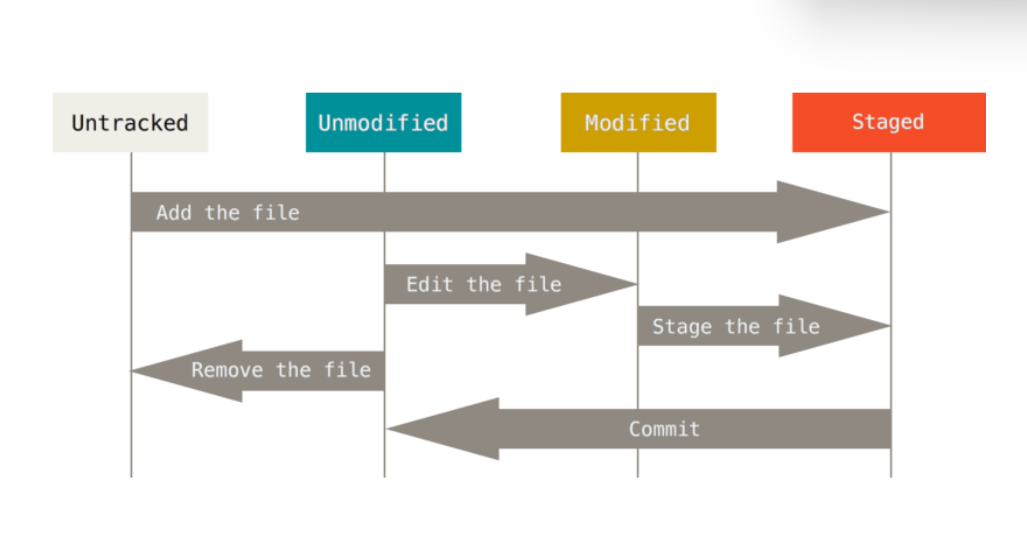 Untracked
Unmodified
Modified
Staged
Add the file
Edit the file
Stage the file
Remove the file
Commit